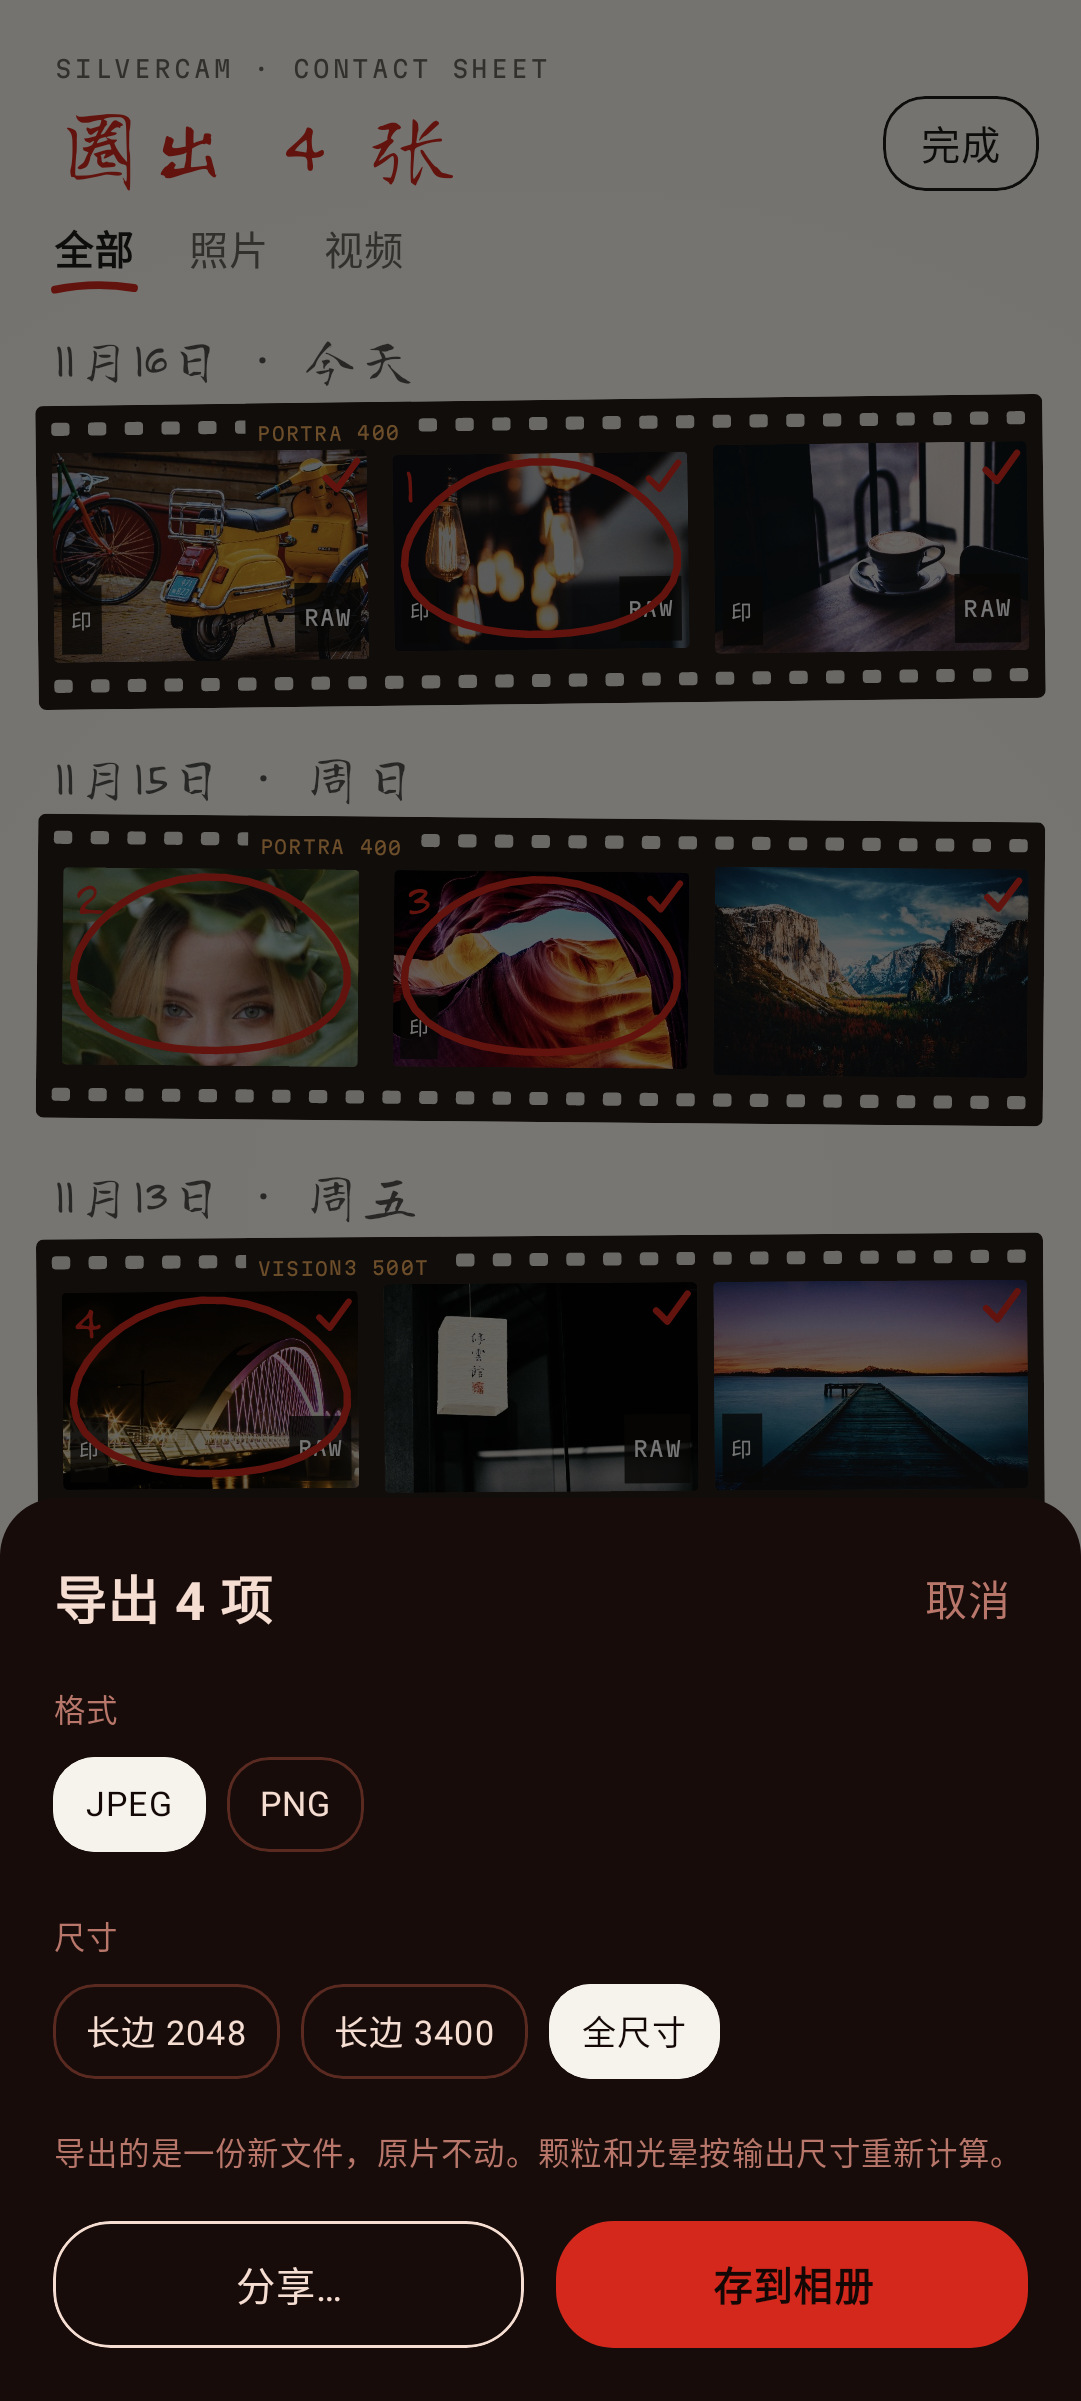 SILVERCAM · CONTACT SHEET
圈出 4 张
完成
全部 照片 视频
11月16日 · 今天
PORTRA 400
1
印 RAW 印 RAW 印 RAW
11月15日 · 周日
PORTRA 400
2 3
印
11月13日 · 周五
VISION3 500T
4
停雲館
印 RAW RAW 印
导出 4 项
取消
格式
JPEG PNG
尺寸
长边 2048 长边 3400 全尺寸
导出的是一份新文件，原片不动。颗粒和光晕按输出尺寸重新计算。
分享… 存到相册